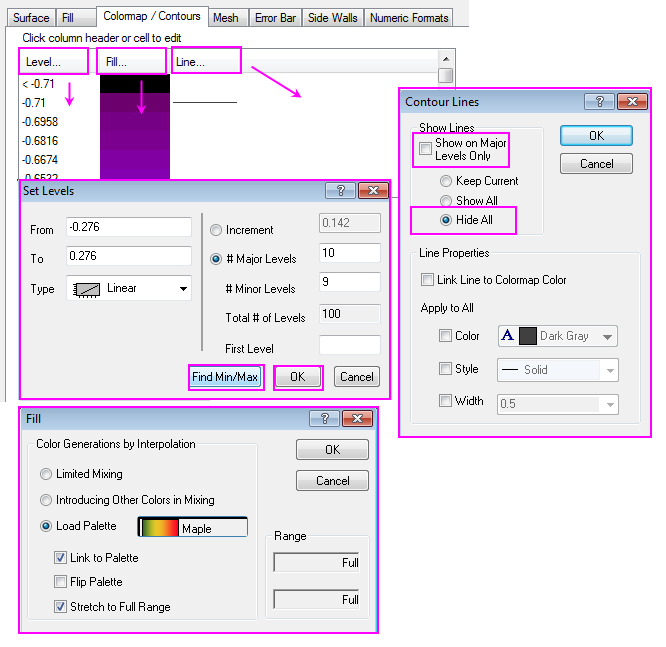 Surface Fill Colormap / Contours Mesh Error Bar Side Walls Numeric Formats
Click column header or cell to edit
Level... Fill... Line...
< -0.71
-0.71
-0.6958
-0.6816
-0.6674
Set Levels
From -0.276
To 0.276
Type Linear
Increment 0.142
# Major Levels 10
# Minor Levels 9
Total # of Levels 100
First Level
Find Min/Max OK Cancel
Contour Lines
Show Lines
Show on Major
Levels Only
Keep Current
Show All
Hide All
OK
Cancel
Line Properties
Link Line to Colormap Color
Apply to All
Color A Dark Gray
Style Solid
Width 0.5
Fill
Color Generations by Interpolation
Limited Mixing
Introducing Other Colors in Mixing
Load Palette Maple
Link to Palette
Flip Palette
Stretch to Full Range
OK
Cancel
Range
Full
Full